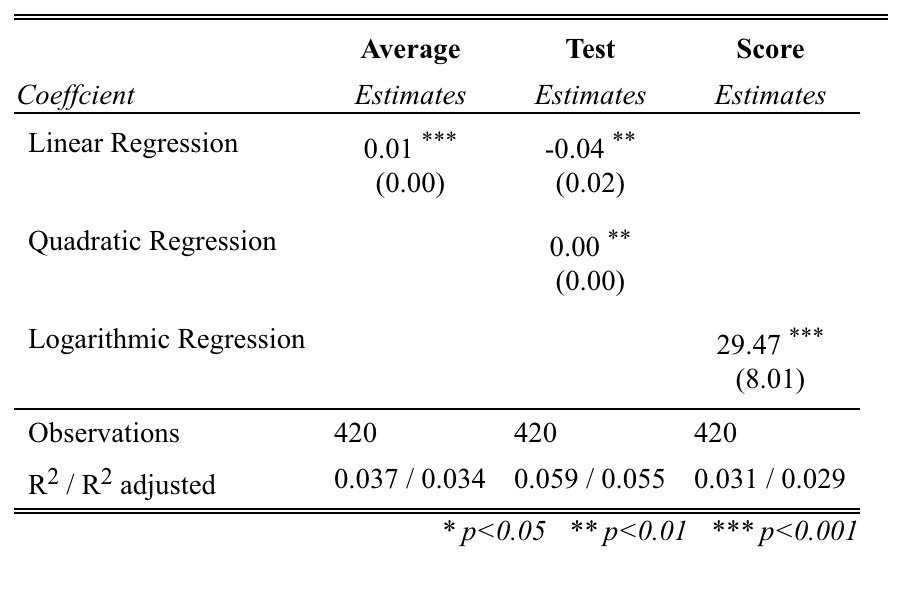 Average Test Score
Coeffcient Estimates Estimates Estimates
Linear Regression 0.01 *** -0.04 **
(0.00) (0.02)
Quadratic Regression 0.00 **
(0.00)
Logarithmic Regression 29.47 ***
(8.01)
Observations 420 420 420
R2 / R2 adjusted 0.037 / 0.034 0.059 / 0.055 0.031 / 0.029
* p<0.05 ** p<0.01 *** p<0.001